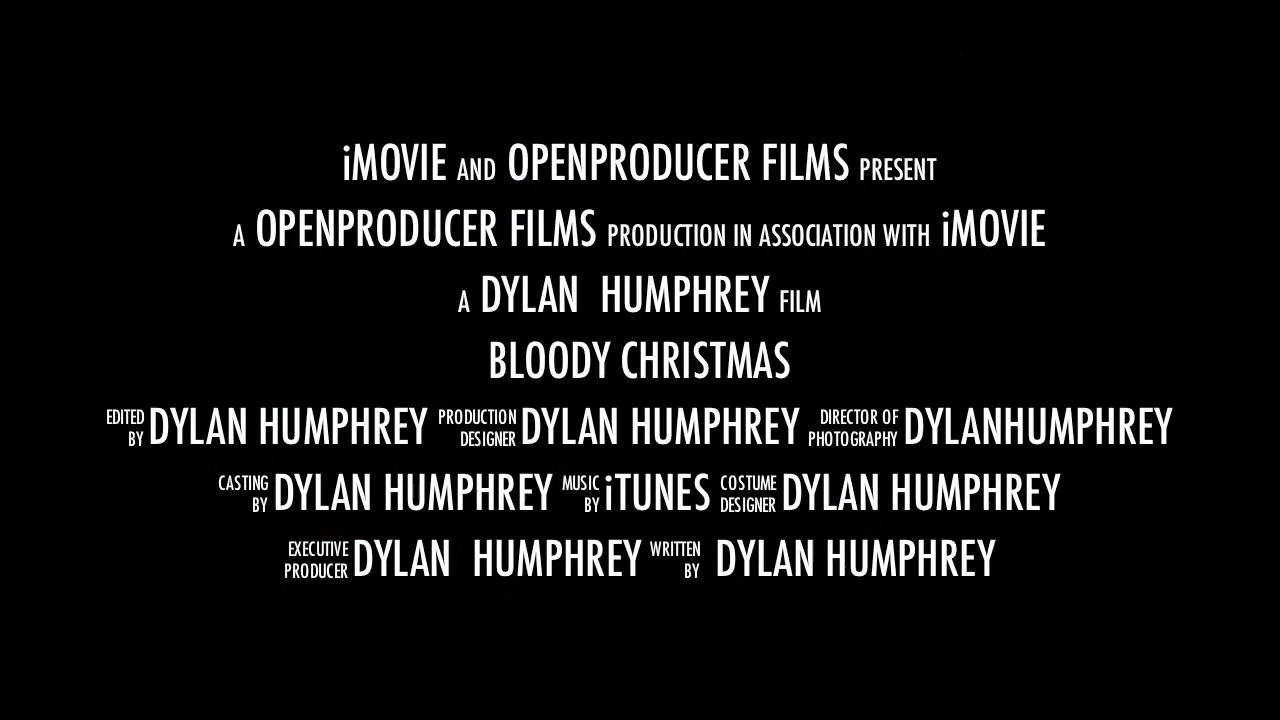 iMOVIE AND OPENPRODUCER FILMS PRESENT
A OPENPRODUCER FILMS PRODUCTION IN ASSOCIATION WITH iMOVIE
A DYLAN  HUMPHREY FILM
BLOODY CHRISTMAS
EDITED BY DYLAN HUMPHREY PRODUCTION DESIGNER DYLAN HUMPHREY DIRECTOR OF PHOTOGRAPHY DYLANHUMPHREY
CASTING BY DYLAN HUMPHREY MUSIC BY iTUNES COSTUME DESIGNER DYLAN HUMPHREY
EXECUTIVE PRODUCER DYLAN  HUMPHREY WRITTEN BY DYLAN HUMPHREY